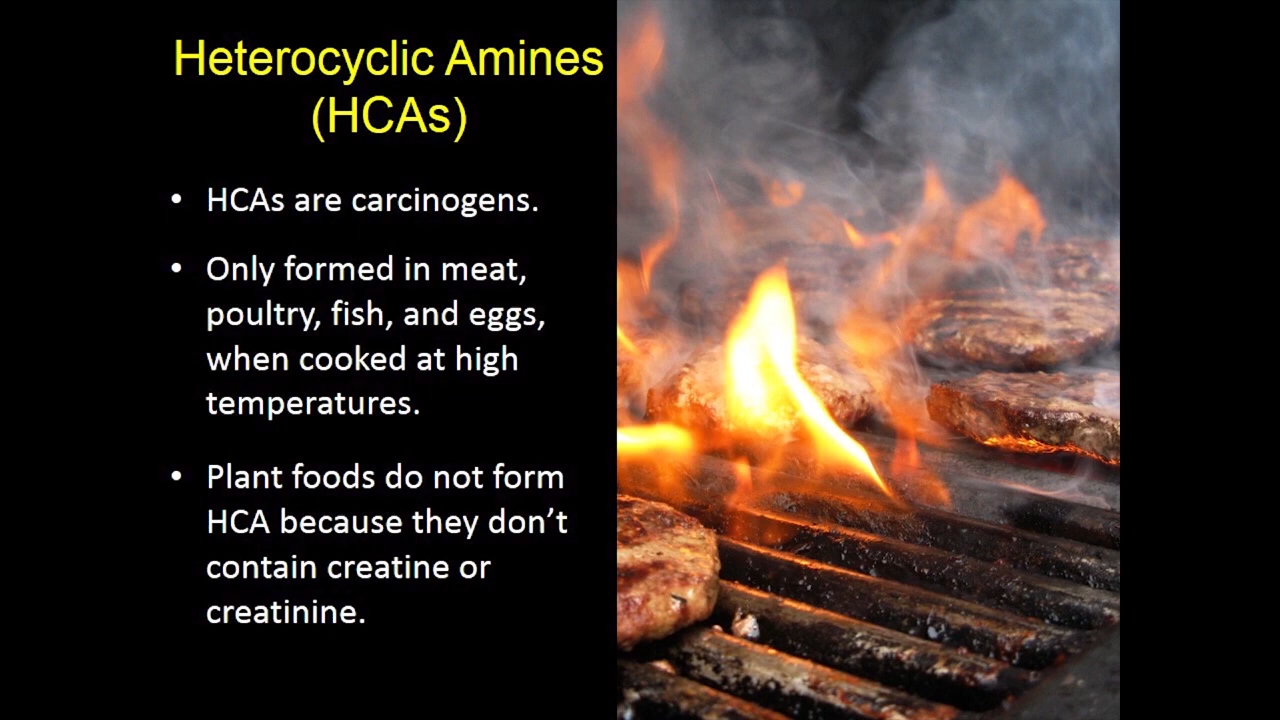 Heterocyclic Amines
(HCAs)
• HCAs are carcinogens.
• Only formed in meat,
poultry, fish, and eggs,
when cooked at high
temperatures.
• Plant foods do not form
HCA because they don’t
contain creatine or
creatinine.